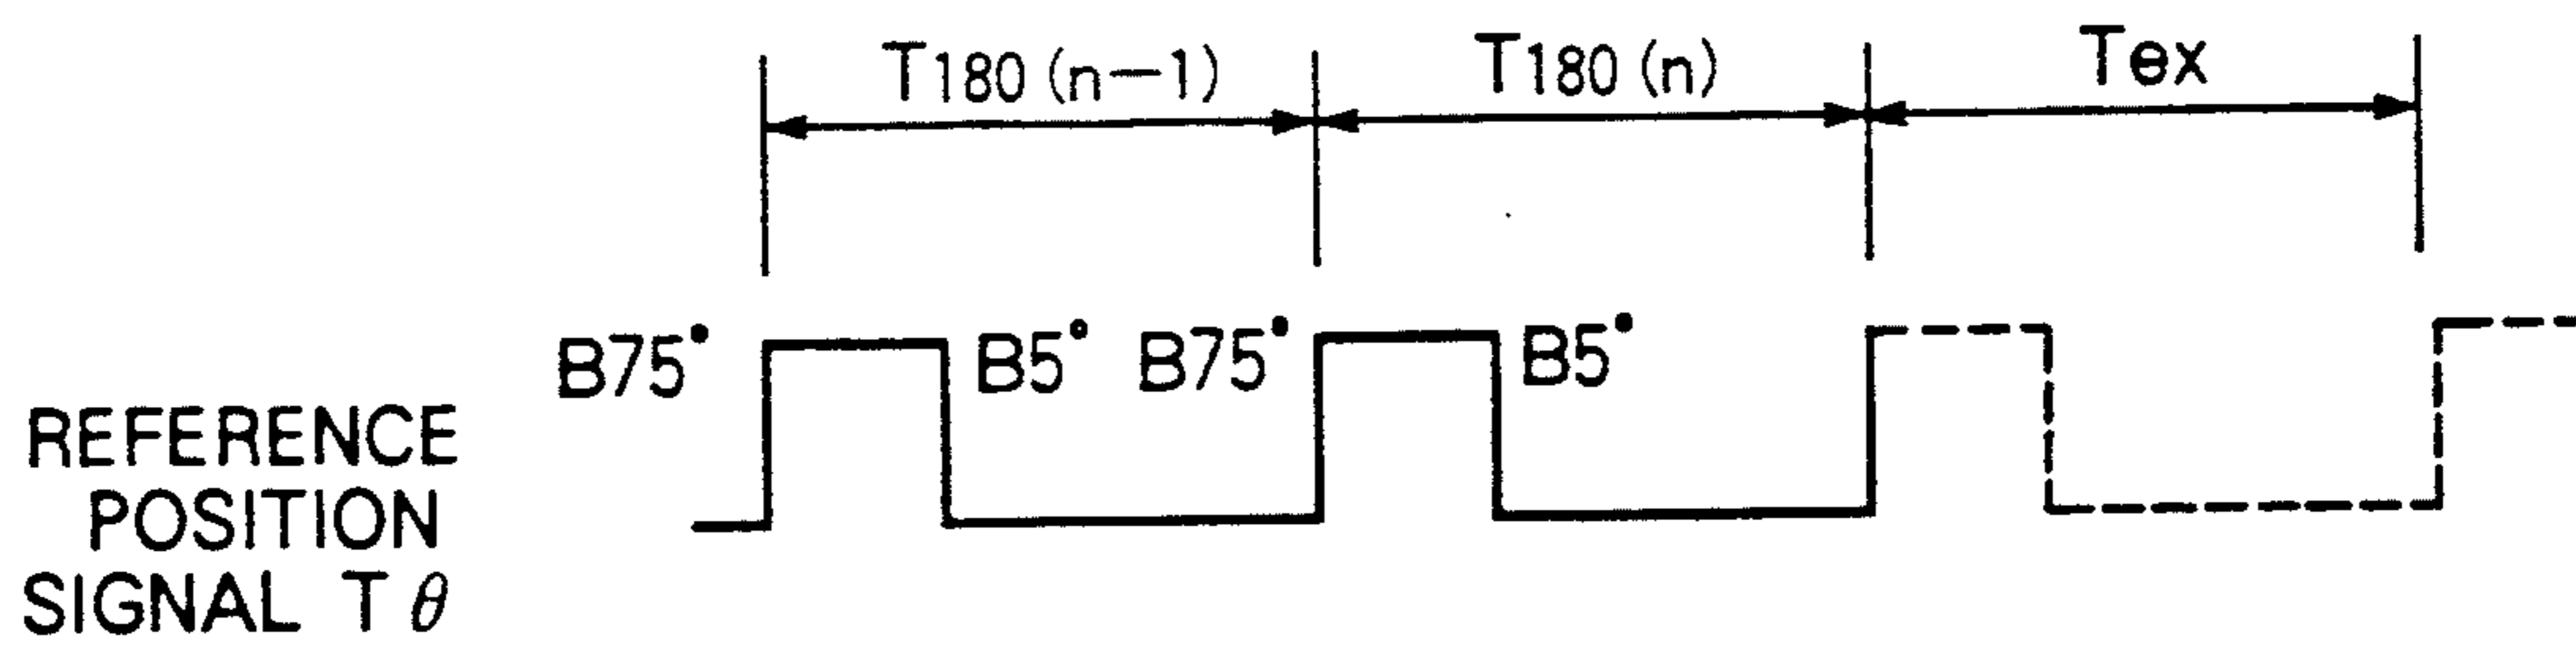 T180 (n−1) T180 (n) Tex
B75° B5° B75° B5°
REFERENCE
POSITION
SIGNAL Tθ